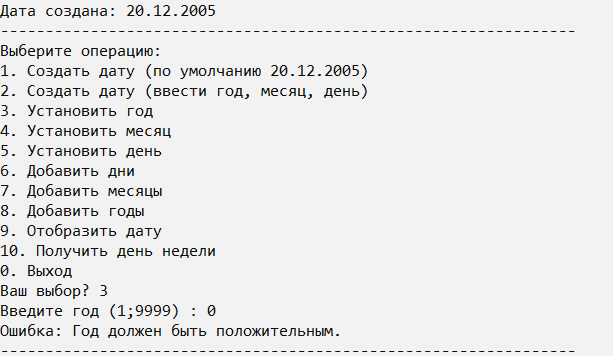 Дата создана: 20.12.2005
----------------------------------------------------------------
Выберите операцию:
1. Создать дату (по умолчанию 20.12.2005)
2. Создать дату (ввести год, месяц, день)
3. Установить год
4. Установить месяц
5. Установить день
6. Добавить дни
7. Добавить месяцы
8. Добавить годы
9. Отобразить дату
10. Получить день недели
0. Выход
Ваш выбор? 3
Введите год (1;9999) : 0
Ошибка: Год должен быть положительным.
----------------------------------------------------------------